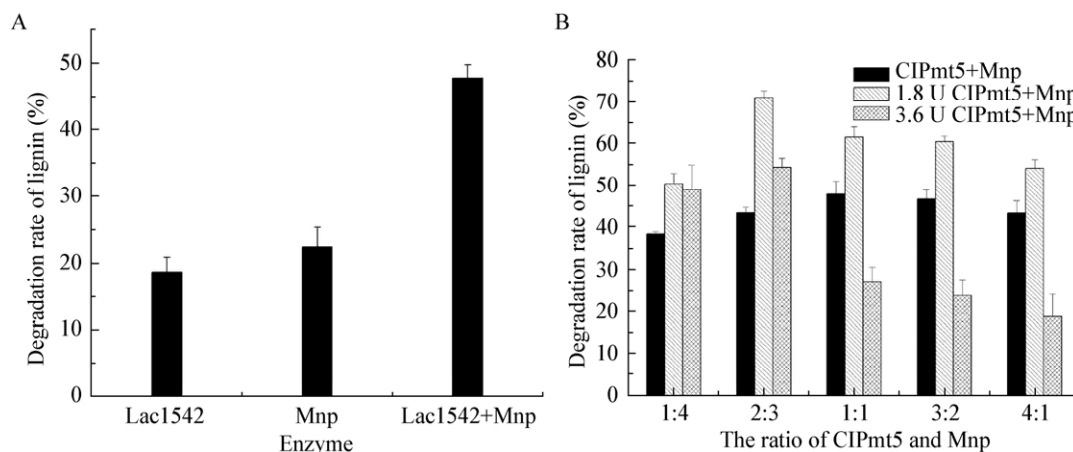 A
Degradation rate of lignin (%)
50
40
30
20
10
0
Lac1542 Mnp Lac1542+Mnp
Enzyme
B
Degradation rate of lignin (%)
80
70
60
50
40
30
20
10
0
CIPmt5+Mnp
1.8 U CIPmt5+Mnp
3.6 U CIPmt5+Mnp
1:4 2:3 1:1 3:2 4:1
The ratio of CIPmt5 and Mnp